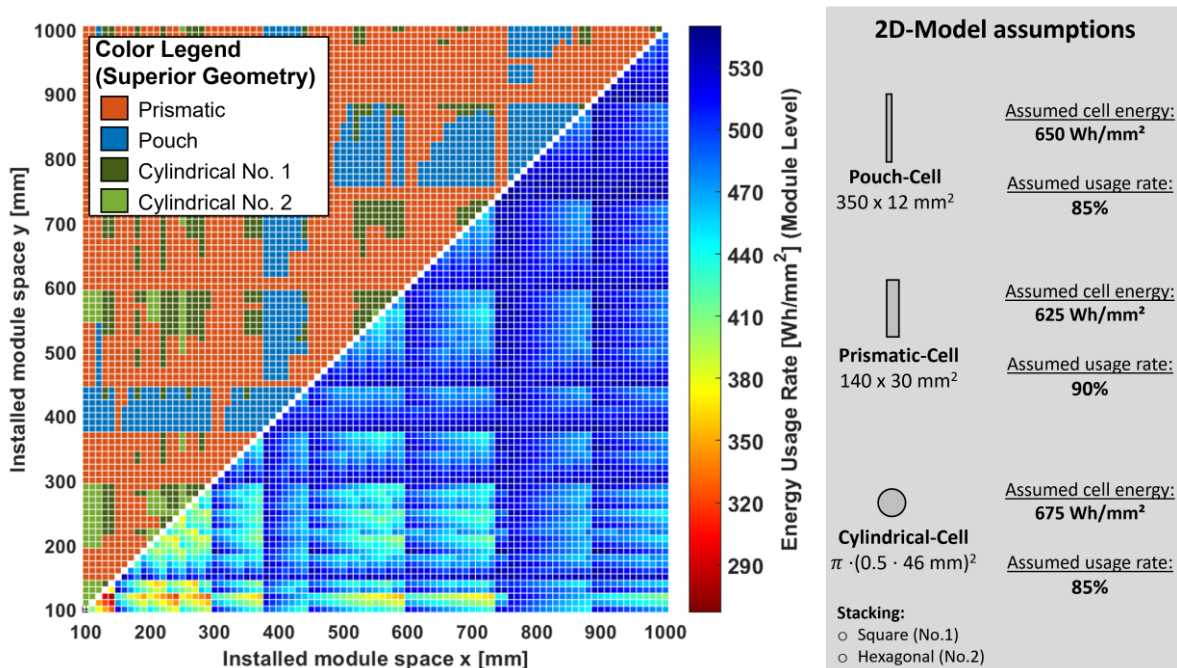 1000
900
800
700
600
500
400
300
200
100
Installed module space y [mm]
Color Legend
(Superior Geometry)
Prismatic
Pouch
Cylindrical No. 1
Cylindrical No. 2
100 200 300 400 500 600 700 800 900 1000
Installed module space x [mm]
530
500
470
440
410
380
350
320
290
Energy Usage Rate [Wh/mm²] (Module Level)
2D-Model assumptions
Pouch-Cell
350 x 12 mm²
Assumed cell energy:
650 Wh/mm²
Assumed usage rate:
85%
Prismatic-Cell
140 x 30 mm²
Assumed cell energy:
625 Wh/mm²
Assumed usage rate:
90%
Cylindrical-Cell
π ·(0.5 · 46 mm)²
Assumed cell energy:
675 Wh/mm²
Assumed usage rate:
85%
Stacking:
○ Square (No.1)
○ Hexagonal (No.2)